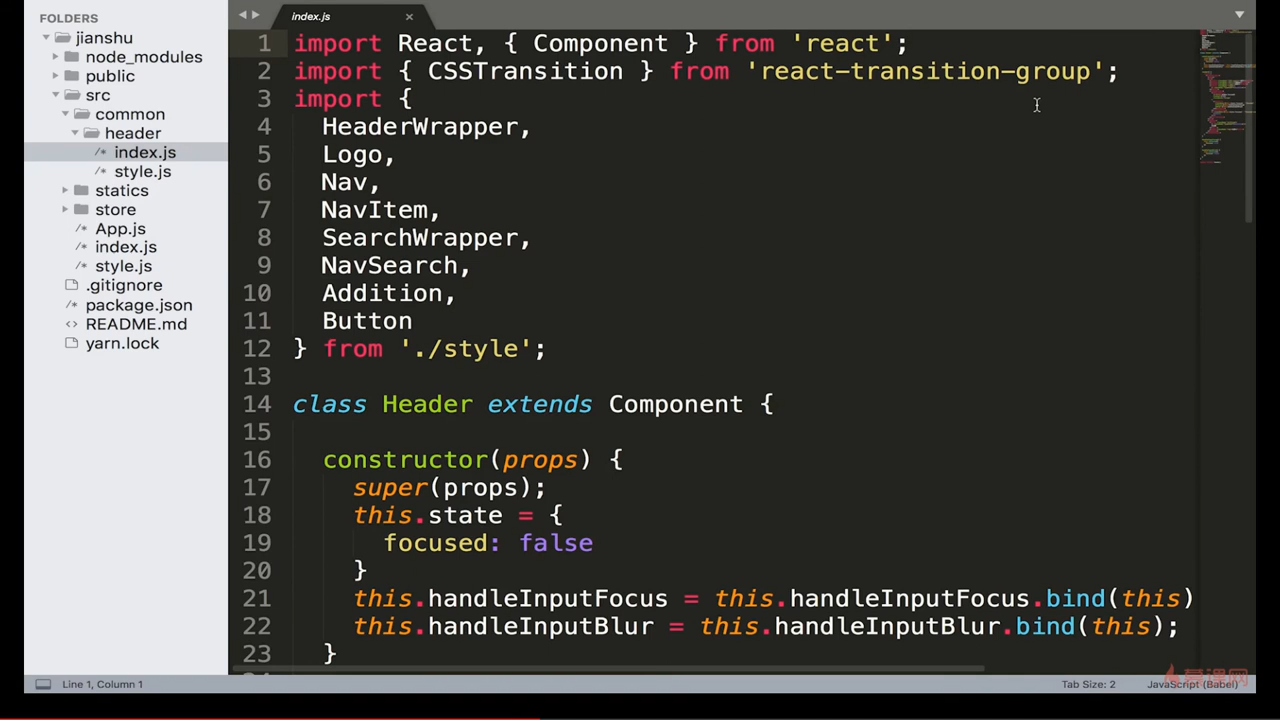 FOLDERS
jianshu
node_modules
public
src
common
header
index.js
style.js
statics
store
App.js
index.js
style.js
.gitignore
package.json
README.md
yarn.lock
index.js
1 import React, { Component } from 'react';
2 import { CSSTransition } from 'react-transition-group';
3 import {
4 HeaderWrapper,
5 Logo,
6 Nav,
7 NavItem,
8 SearchWrapper,
9 NavSearch,
10 Addition,
11 Button
12 } from './style';
13
14 class Header extends Component {
15
16 constructor(props) {
17 super(props);
18 this.state = {
19 focused: false
20 }
21 this.handleInputFocus = this.handleInputFocus.bind(this)
22 this.handleInputBlur = this.handleInputBlur.bind(this);
23 }
Line 1, Column 1
Tab Size: 2
JavaScript (Babel)
慕课网